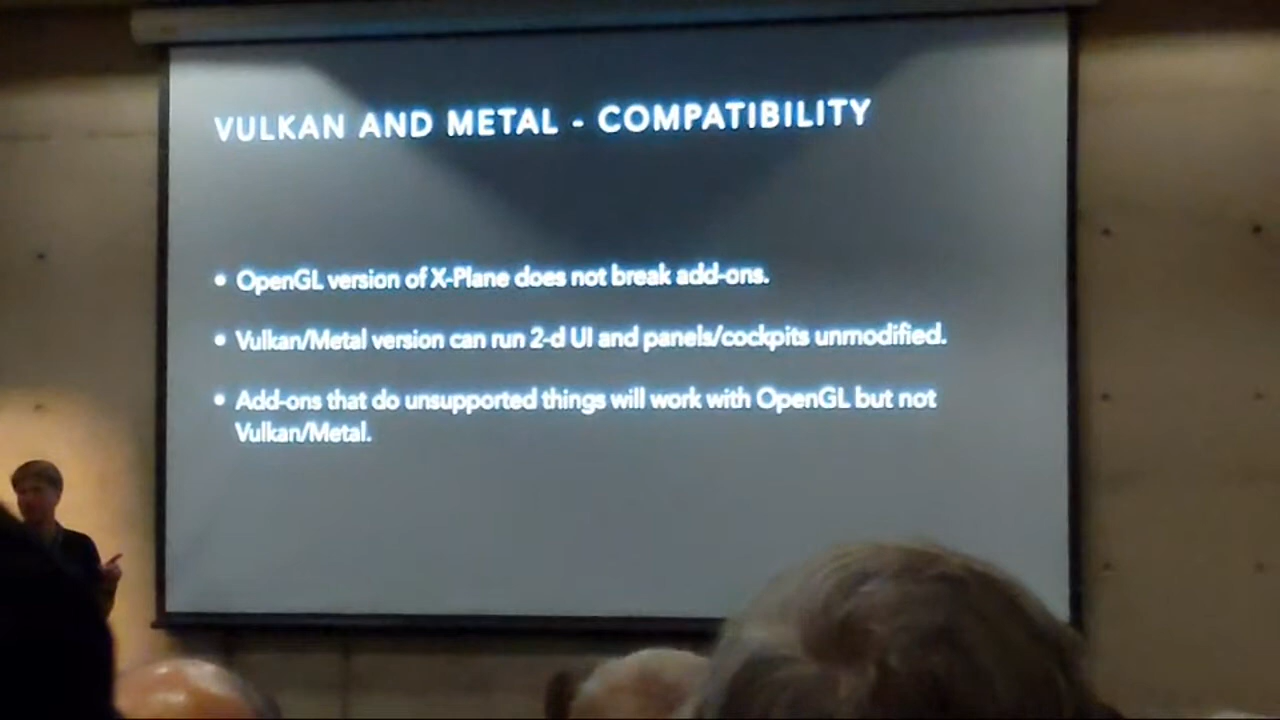 VULKAN AND METAL - COMPATIBILITY
• OpenGL version of X-Plane does not break add-ons.
• Vulkan/Metal version can run 2-d UI and panels/cockpits unmodified.
• Add-ons that do unsupported things will work with OpenGL but not
Vulkan/Metal.